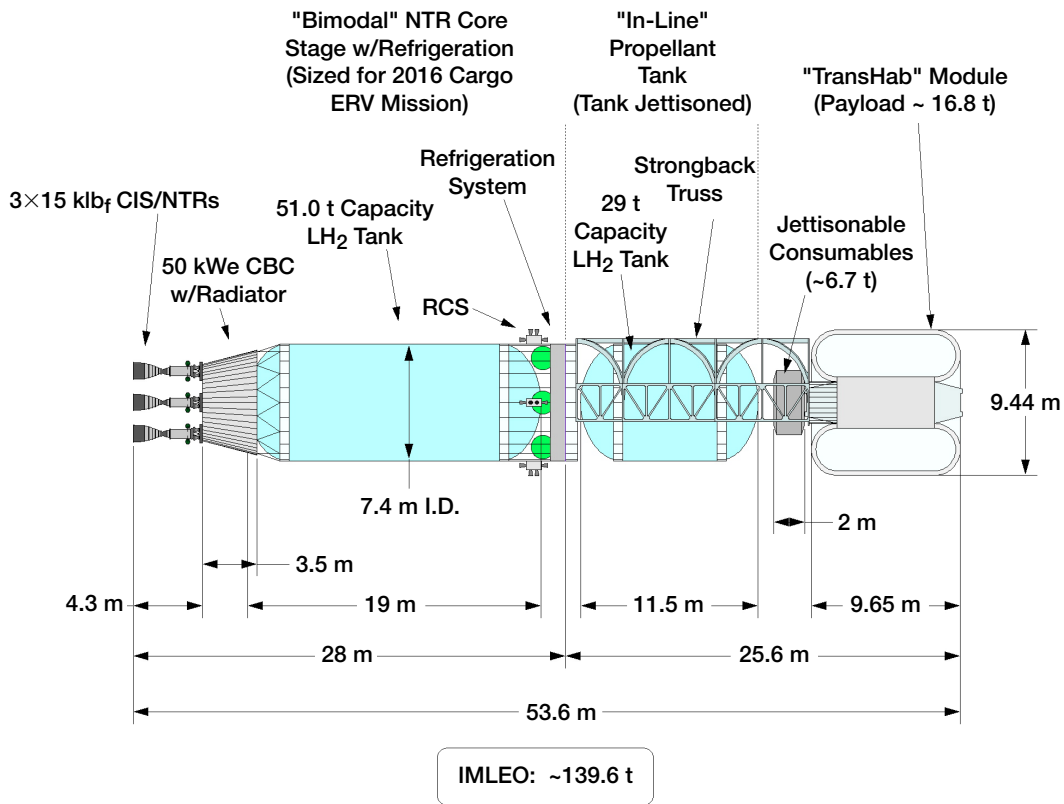 "Bimodal" NTR Core
Stage w/Refrigeration
(Sized for 2016 Cargo
ERV Mission)
"In-Line"
Propellant
Tank
(Tank Jettisoned)
"TransHab" Module
(Payload ~ 16.8 t)
Refrigeration
System
Strongback
Truss
3×15 klbf CIS/NTRs
51.0 t Capacity
LH2 Tank
29 t
Capacity
LH2 Tank
Jettisonable
Consumables
(~6.7 t)
50 kWe CBC
w/Radiator
RCS
9.44 m
7.4 m I.D.
2 m
3.5 m
4.3 m
19 m
11.5 m
9.65 m
28 m
25.6 m
53.6 m
IMLEO: ~139.6 t